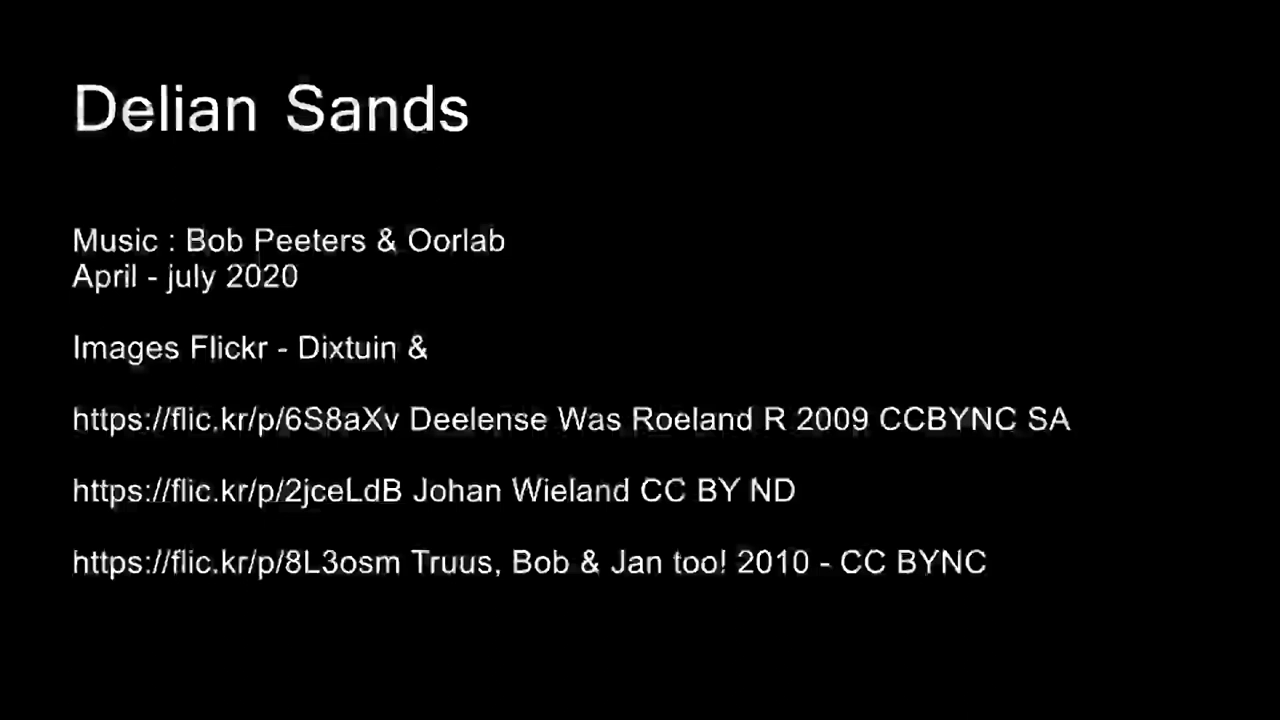 Delian Sands
Music : Bob Peeters & Oorlab
April - july 2020
Images Flickr - Dixtuin &
https://flic.kr/p/6S8aXv Deelense Was Roeland R 2009 CCBYNC SA
https://flic.kr/p/2jceLdB Johan Wieland CC BY ND
https://flic.kr/p/8L3osm Truus, Bob & Jan too! 2010 - CC BYNC